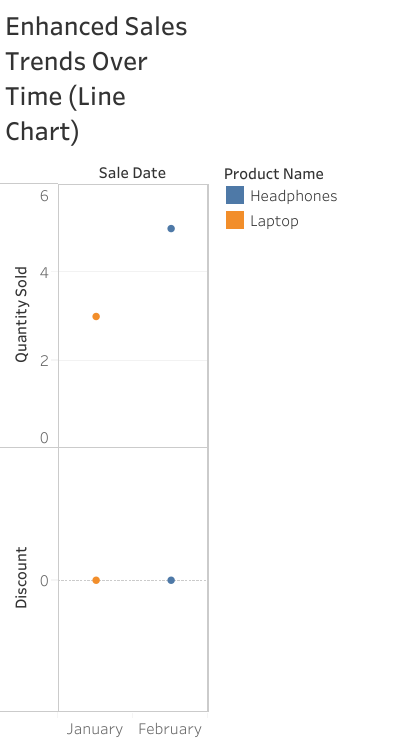 Enhanced Sales
Trends Over
Time (Line
Chart)
Sale Date
Product Name
Headphones
Laptop
Quantity Sold
6
4
2
0
Discount
0
January
February